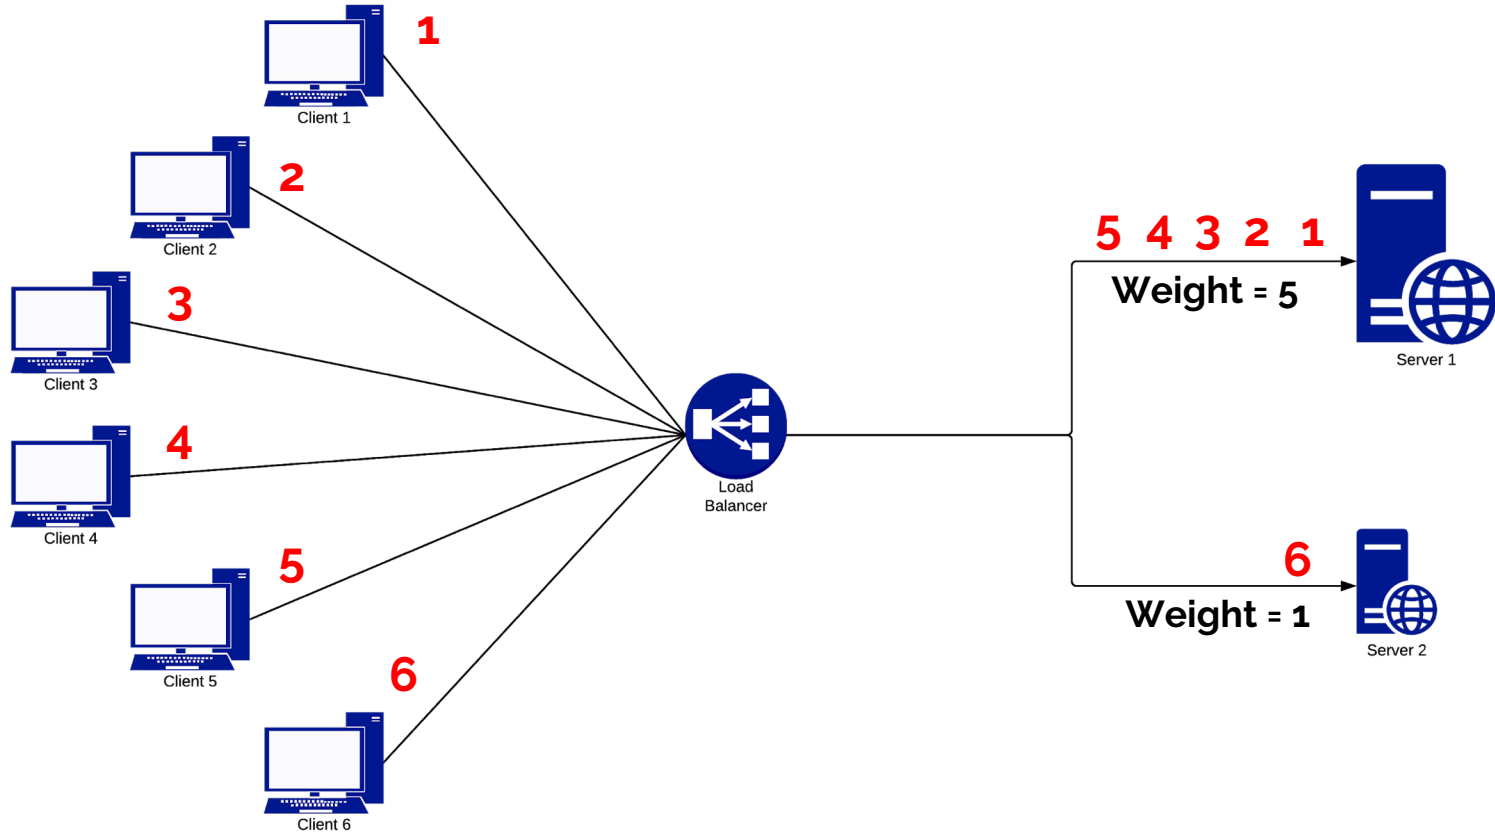 1
Client 1
2
Client 2
3
Client 3
4
Client 4
5
Client 5
6
Client 6
Load
Balancer
5 4 3 2 1
Weight = 5
Server 1
6
Weight = 1
Server 2